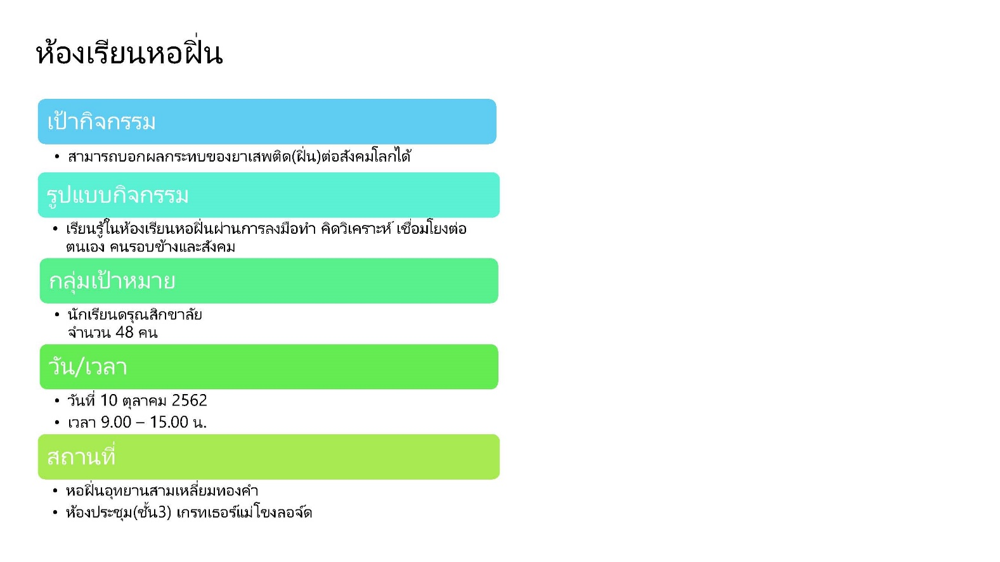 ห้องเรียนหอฝิ่น
เป้ากิจกรรม
• สามารถบอกผลกระทบของยาเสพติด(ฝิ่น)ต่อสังคมโลกได้
รูปแบบกิจกรรม
• เรียนรู้ในห้องเรียนหอฝิ่นผ่านการลงมือทำ คิดวิเคราะห์ เชื่อมโยงต่อ
ตนเอง คนรอบข้างและสังคม
กลุ่มเป้าหมาย
• นักเรียนดรุณสิกขาลัย
จำนวน 48 คน
วัน/เวลา
• วันที่ 10 ตุลาคม 2562
• เวลา 9.00 – 15.00 น.
สถานที่
• หอฝิ่นอุทยานสามเหลี่ยมทองคำ
• ห้องประชุม(ชั้น3) เกรทเธอร์แม่โขงลอจ์ด